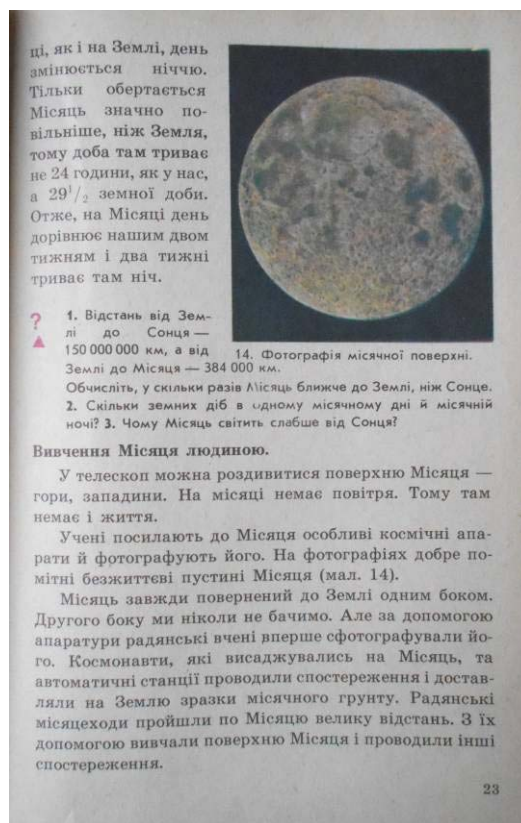 ці, як і на Землі, день
змінюється ніччю.
Тільки обертається
Місяць значно по-
вільніше, ніж Земля,
тому доба там триває
не 24 години, як у нас,
а 29 1/2 земної доби.
Отже, на Місяці день
дорівнює нашим двом
тижням і два тижні
триває там ніч.
14. Фотографія місячної поверхні.
?
1. Відстань від Зем-
лі до Сонця —
150 000 000 км, а від
Землі до Місяця — 384 000 км.
Обчисліть, у скільки разів Місяць ближче до Землі, ніж Сонце.
2. Скільки земних діб в одному місячному дні й місячній
ночі? 3. Чому Місяць світить слабше від Сонця?
Вивчення Місяця людиною.
У телескоп можна роздивитися поверхню Місяця —
гори, западини. На місяці немає повітря. Тому там
немає і життя.
Учені посилають до Місяця особливі космічні апа-
рати й фотографують його. На фотографіях добре по-
мітні безжиттєві пустині Місяця (мал. 14).
Місяць завжди повернений до Землі одним боком.
Другого боку ми ніколи не бачимо. Але за допомогою
апаратури радянські вчені вперше сфотографували йо-
го. Космонавти, які висаджувались на Місяць, та
автоматичні станції проводили спостереження і достав-
ляли на Землю зразки місячного грунту. Радянські
місяцеходи пройшли по Місяцю велику відстань. З їх
допомогою вивчали поверхню Місяця і проводили інші
спостереження.
23